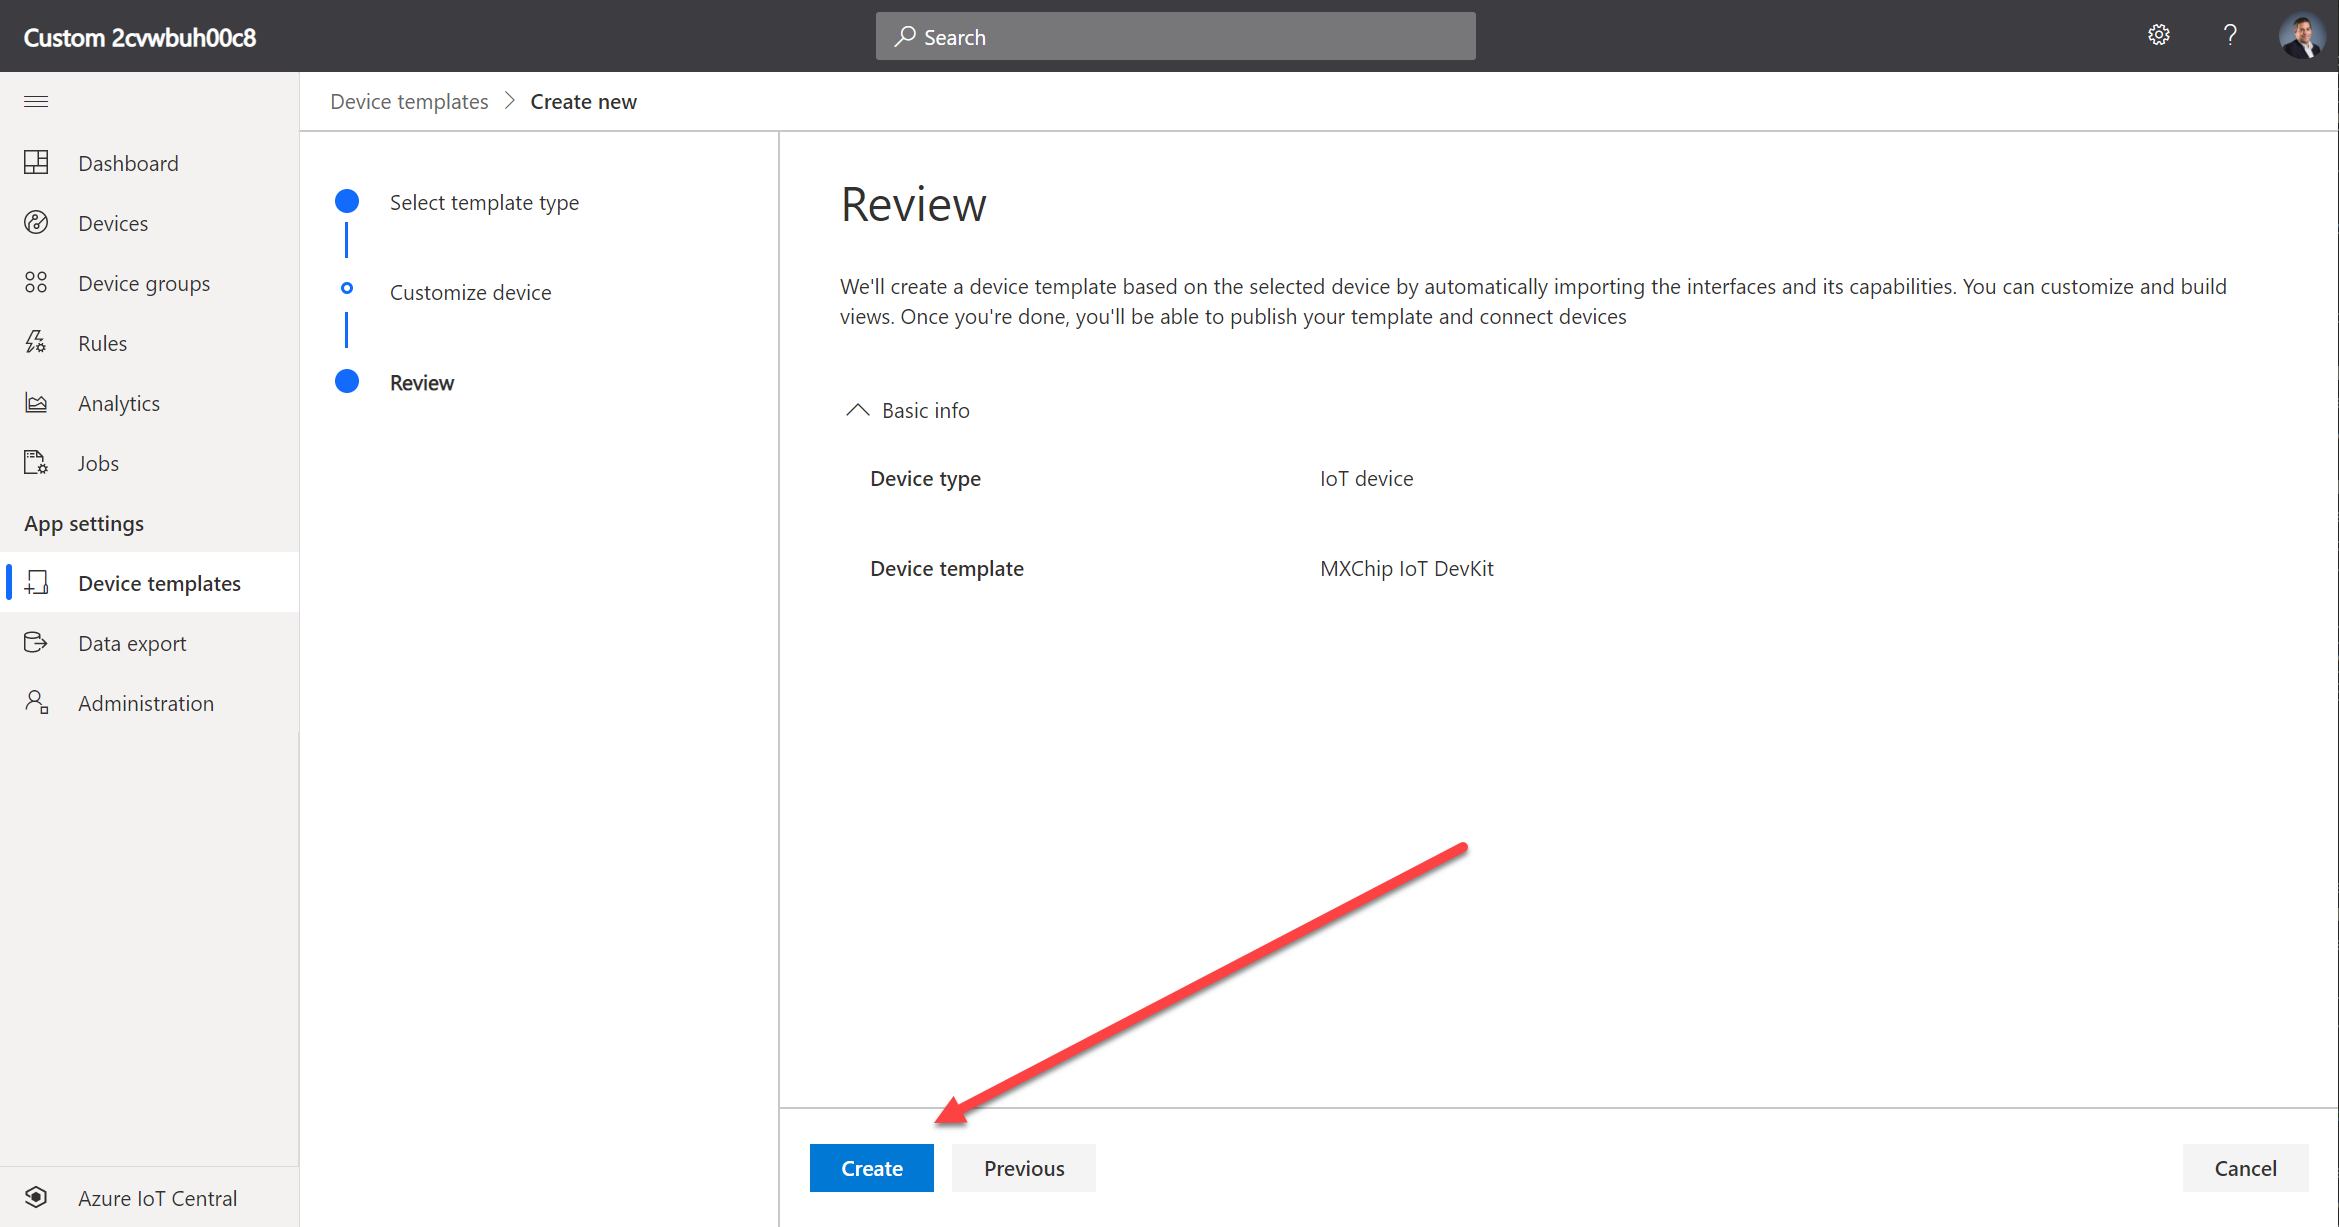 Custom 2cvwbuh00c8
Search
?
Device templates > Create new
Dashboard
Devices
Device groups
Rules
Analytics
Jobs
App settings
Device templates
Data export
Administration
Azure IoT Central
Select template type
Customize device
Review
Review
We'll create a device template based on the selected device by automatically importing the interfaces and its capabilities. You can customize and build
views. Once you're done, you'll be able to publish your template and connect devices
Basic info
Device type IoT device
Device template MXChip IoT DevKit
Create Previous Cancel